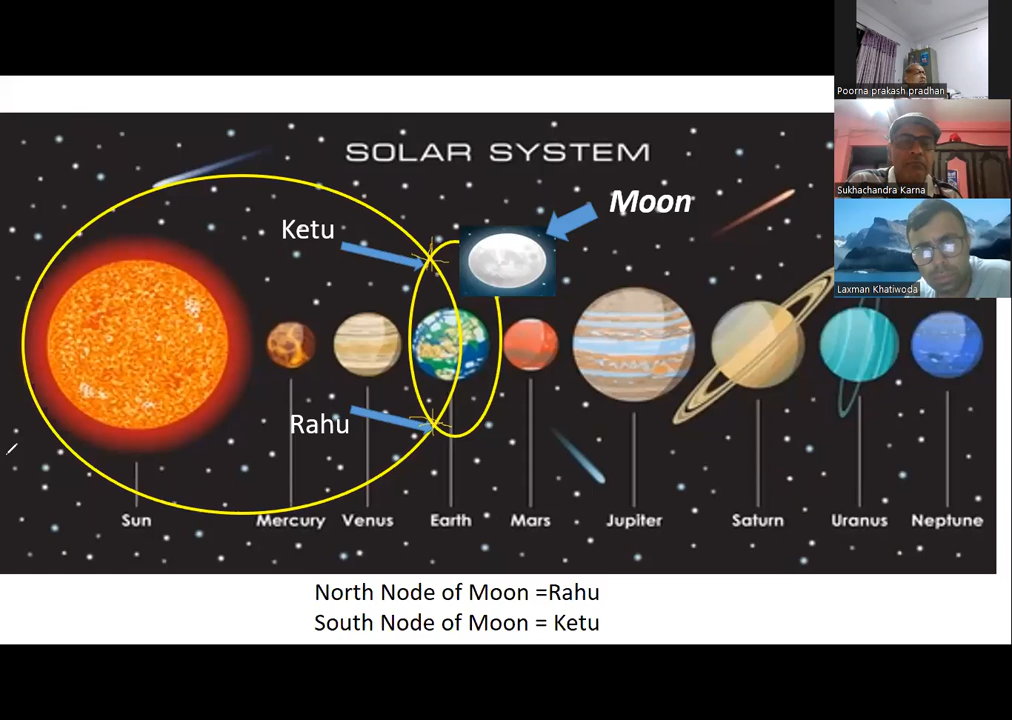 SOLAR SYSTEM
Moon
Ketu
Rahu
Sun
Mercury
Venus
Earth
Mars
Jupiter
Saturn
Uranus
Neptune
North Node of Moon =Rahu
South Node of Moon = Ketu
Poorna prakash pradhan
Sukhachandra Karna
Laxman Khatiwoda